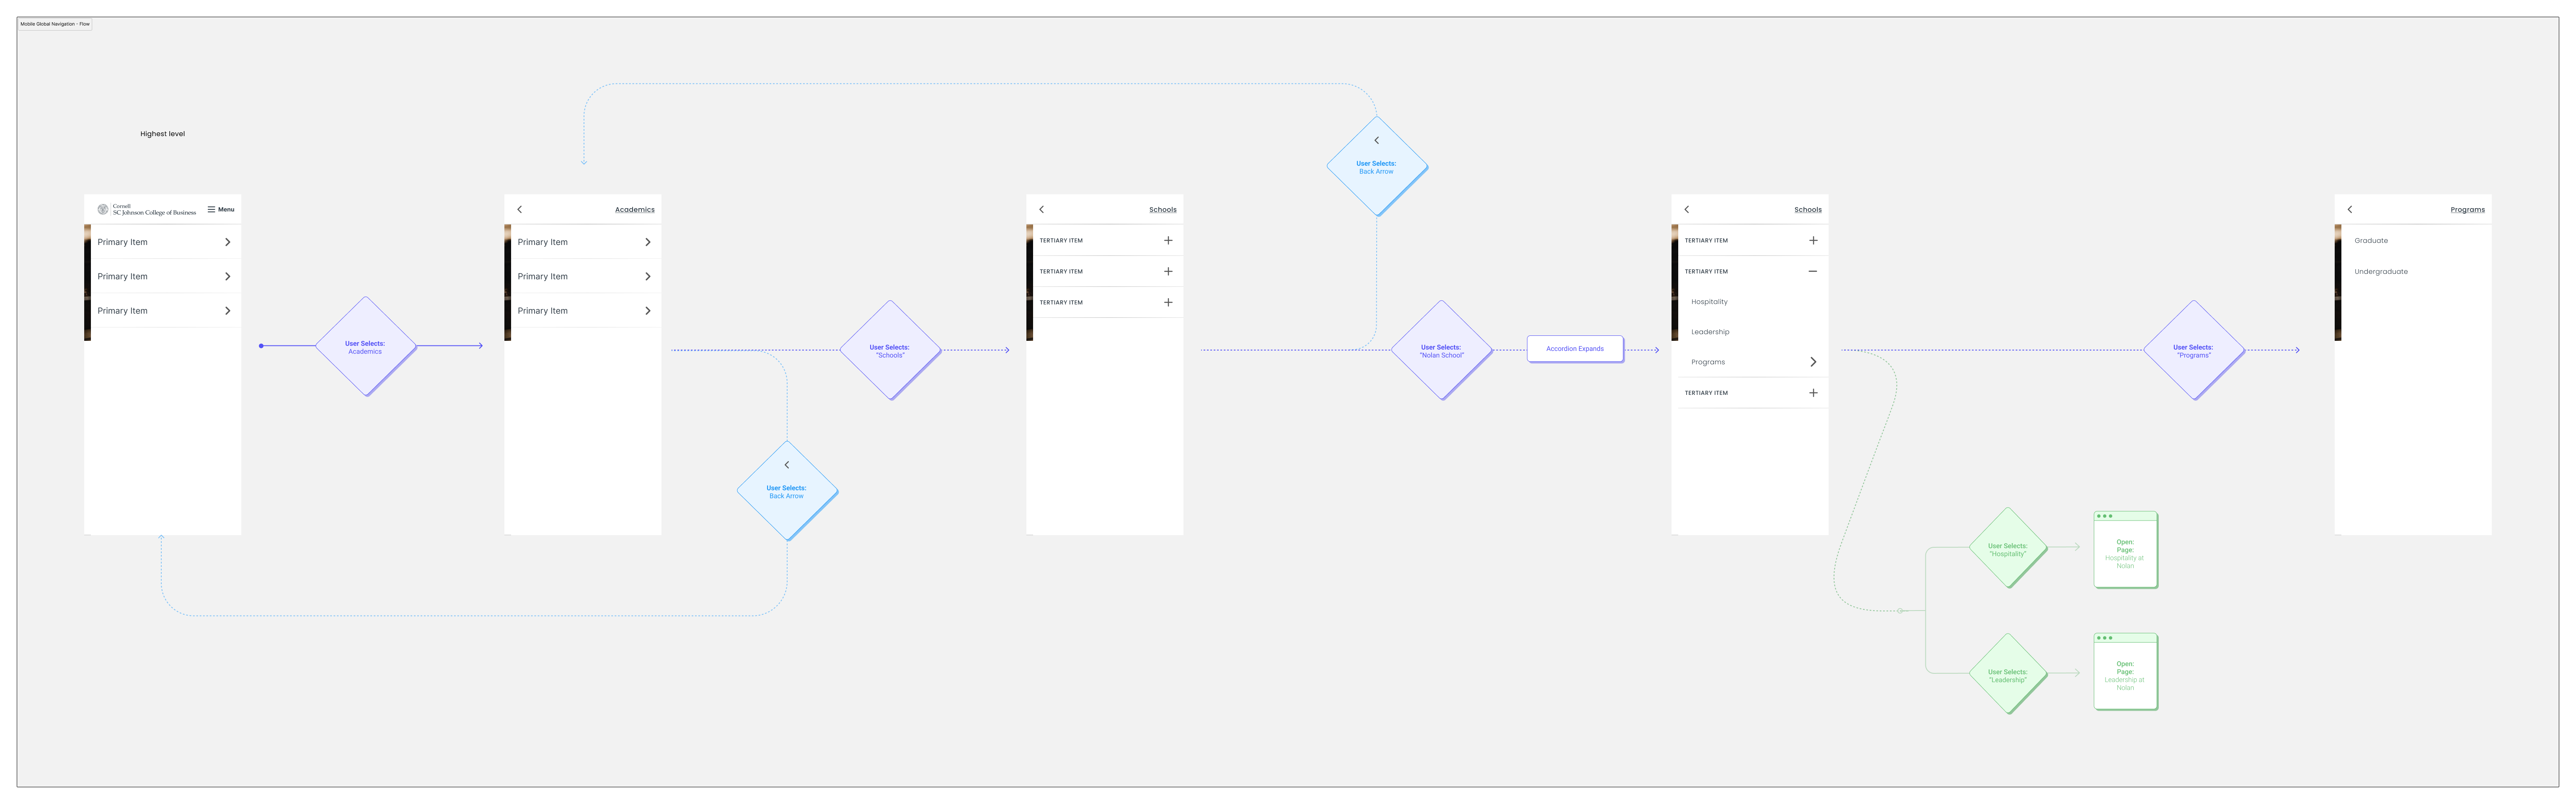 Mobile Global Navigation - Flow
Highest level
Cornell
SC Johnson College of Business
Menu
Primary Item
Primary Item
Primary Item
User Selects:
Academics
Academics
Primary Item
Primary Item
Primary Item
User Selects:
Back Arrow
User Selects:
"Schools"
Schools
TERTIARY ITEM
TERTIARY ITEM
TERTIARY ITEM
User Selects:
Back Arrow
User Selects:
"Nolan School"
Accordion Expands
Schools
TERTIARY ITEM
TERTIARY ITEM
Hospitality
Leadership
Programs
TERTIARY ITEM
User Selects:
"Hospitality"
Open:
Page:
Hospitality at
Nolan
User Selects:
"Leadership"
Open:
Page:
Leadership at
Nolan
User Selects:
"Programs"
Programs
Graduate
Undergraduate